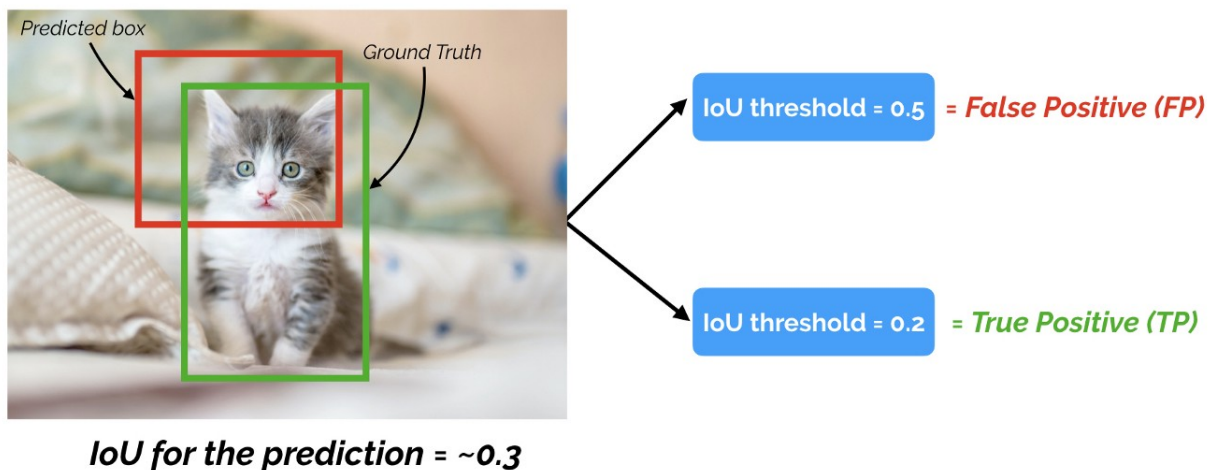 Predicted box
Ground Truth
IoU threshold = 0.5 = False Positive (FP)
IoU threshold = 0.2 = True Positive (TP)
IoU for the prediction = ~0.3